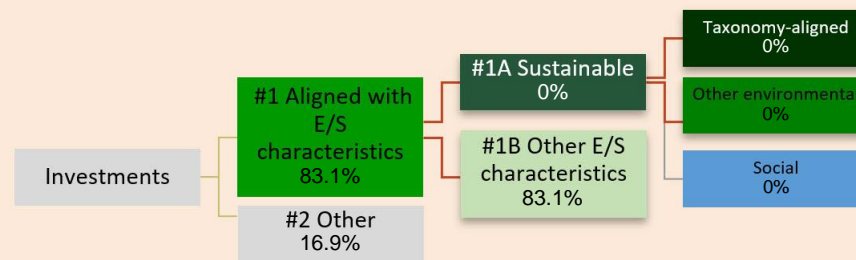 Investments
#1 Aligned with
E/S
characteristics
83.1%
#2 Other
16.9%
#1A Sustainable
0%
#1B Other E/S
characteristics
83.1%
Taxonomy-aligned
0%
Other environmenta
0%
Social
0%